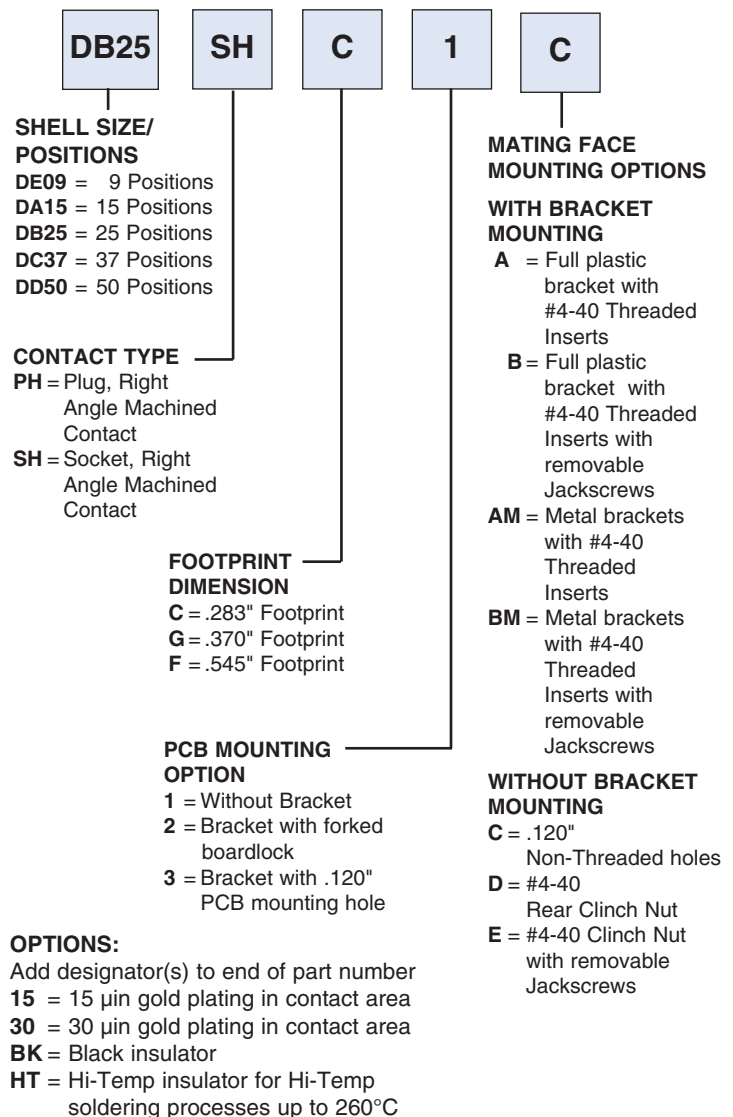 DB25 SH C 1 C
SHELL SIZE/
POSITIONS
DE09 = 9 Positions
DA15 = 15 Positions
DB25 = 25 Positions
DC37 = 37 Positions
DD50 = 50 Positions
CONTACT TYPE
PH = Plug, Right
Angle Machined
Contact
SH = Socket, Right
Angle Machined
Contact
FOOTPRINT
DIMENSION
C = .283" Footprint
G = .370" Footprint
F = .545" Footprint
PCB MOUNTING
OPTION
1 = Without Bracket
2 = Bracket with forked
boardlock
3 = Bracket with .120"
PCB mounting hole
MATING FACE
MOUNTING OPTIONS
WITH BRACKET
MOUNTING
A = Full plastic
bracket with
#4-40 Threaded
Inserts
B = Full plastic
bracket with
#4-40 Threaded
Inserts with
removable
Jackscrews
AM = Metal brackets
with #4-40
Threaded
Inserts
BM = Metal brackets
with #4-40
Threaded
Inserts with
removable
Jackscrews
WITHOUT BRACKET
MOUNTING
C = .120"
Non-Threaded holes
D = #4-40
Rear Clinch Nut
E = #4-40 Clinch Nut
with removable
Jackscrews
OPTIONS:
Add designator(s) to end of part number
15 = 15 µin gold plating in contact area
30 = 30 µin gold plating in contact area
BK = Black insulator
HT = Hi-Temp insulator for Hi-Temp
soldering processes up to 260°C